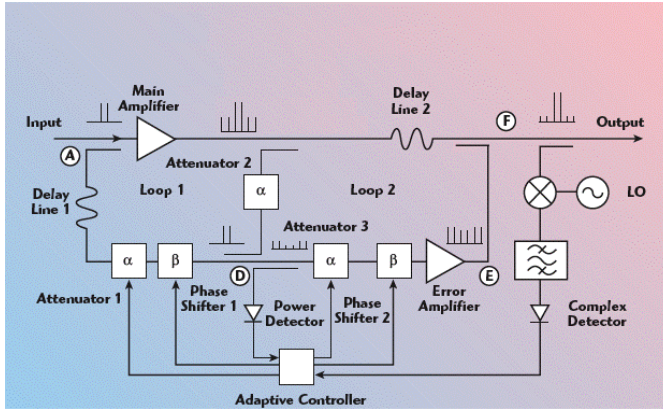 Main
Amplifier
Delay
Line 2
F
Input
Output
A
Attenuator 2
Delay
Line 1
Loop 1
α
Loop 2
LO
Attenuator 3
α
β
D
α
β
E
Attenuator 1
Phase
Shifter 1
Power
Detector
Phase
Shifter 2
Error
Amplifier
Complex
Detector
Adaptive Controller